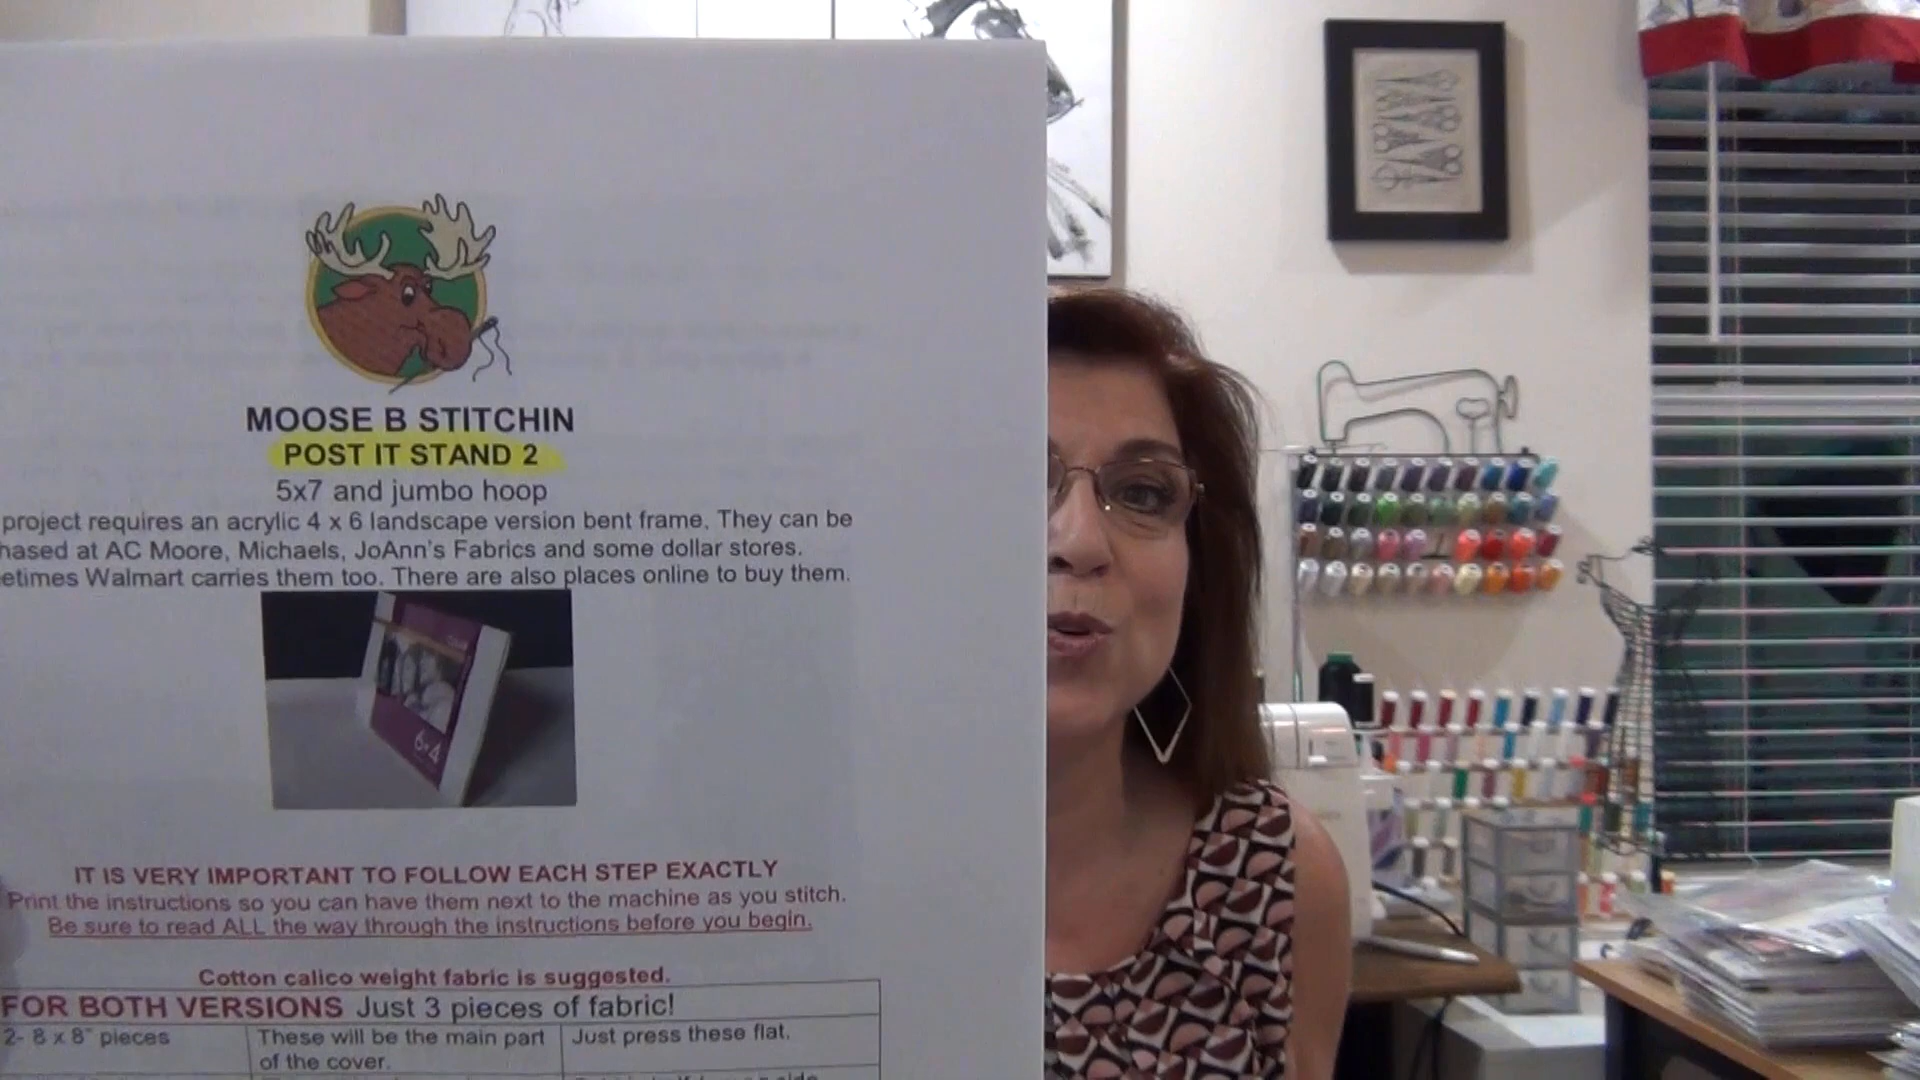 MOOSE B STITCHIN
POST IT STAND 2
5x7 and jumbo hoop
project requires an acrylic 4 x 6 landscape version bent frame. They can be
hased at AC Moore, Michaels, JoAnn's Fabrics and some dollar stores.
etimes Walmart carries them too. There are also places online to buy them.
6*4
IT IS VERY IMPORTANT TO FOLLOW EACH STEP EXACTLY
Print the instructions so you can have them next to the machine as you stitch.
Be sure to read ALL the way through the instructions before you begin.
Cotton calico weight fabric is suggested.
FOR BOTH VERSIONS Just 3 pieces of fabric!
2- 8 x 8" pieces
These will be the main part
of the cover.
Just press these flat.